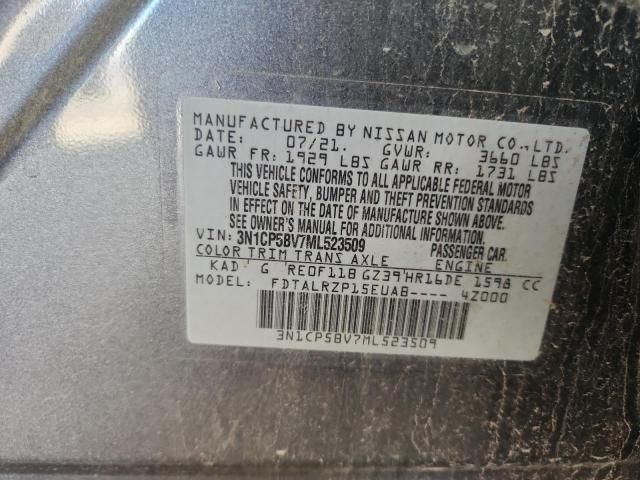 MANUFACTURED BY NISSAN MOTOR CO.,LTD.
DATE: 07/21. GVWR: 3660 LBS
GAWR FR: 1929 LBS GAWR RR: 1731 LBS
THIS VEHICLE CONFORMS TO ALL APPLICABLE FEDERAL MOTOR
VEHICLE SAFETY, BUMPER AND THEFT PREVENTION STANDARDS
IN EFFECT ON THE DATE OF MANUFACTURE SHOWN ABOVE.
SEE OWNER'S MANUAL FOR ADDITIONAL INFORMATION.
VIN: 3N1CP5BV7ML523509 PASSENGER CAR.
COLOR TRIM TRANS AXLE ENGINE
KAD G RE0F11B GZ39 HR16DE 1598 CC
MODEL: FDTALRZP15EUAB---- 4Z000
3N1CP5BV7ML523509